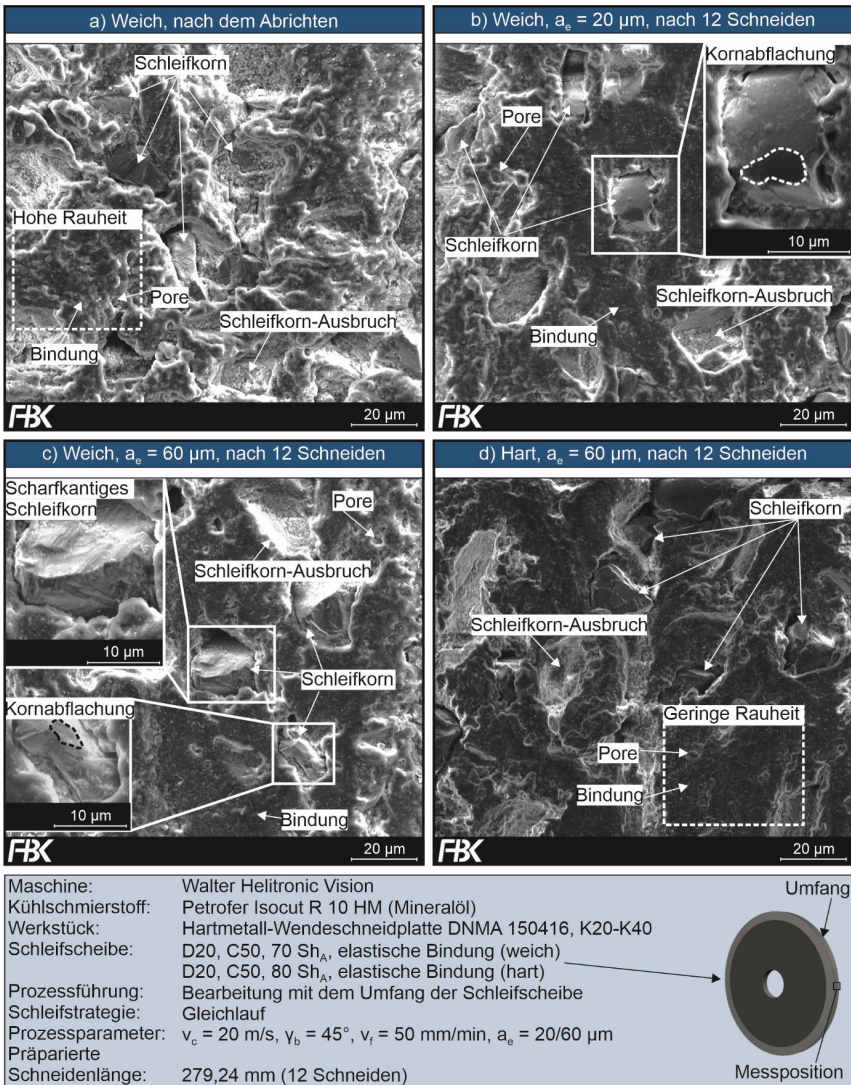 a) Weich, nach dem Abrichten
Schleifkorn
Hohe Rauheit
Pore
Schleifkorn-Ausbruch
Bindung
FBK
20 µm
b) Weich, ae = 20 µm, nach 12 Schneiden
Kornabflachung
Pore
10 µm
Schleifkorn
Schleifkorn-Ausbruch
Bindung
FBK
20 µm
c) Weich, ae = 60 µm, nach 12 Schneiden
Scharfkantiges
Schleifkorn
Pore
Schleifkorn-Ausbruch
10 µm
Schleifkorn
Kornabflachung
10 µm
Bindung
FBK
20 µm
d) Hart, ae = 60 µm, nach 12 Schneiden
Schleifkorn
Schleifkorn-Ausbruch
Geringe Rauheit
Pore
Bindung
FBK
20 µm
Maschine: Walter Helitronic Vision
Kühlschmierstoff: Petrofer Isocut R 10 HM (Mineralöl)
Werkstück: Hartmetall-Wendeschneidplatte DNMA 150416, K20-K40
Schleifscheibe: D20, C50, 70 ShA, elastische Bindung (weich)
D20, C50, 80 ShA, elastische Bindung (hart)
Prozessführung: Bearbeitung mit dem Umfang der Schleifscheibe
Schleifstrategie: Gleichlauf
Prozessparameter: vc = 20 m/s, γb = 45°, vf = 50 mm/min, ae = 20/60 µm
Präparierte
Schneidenlänge: 279,24 mm (12 Schneiden)
Umfang
Messposition